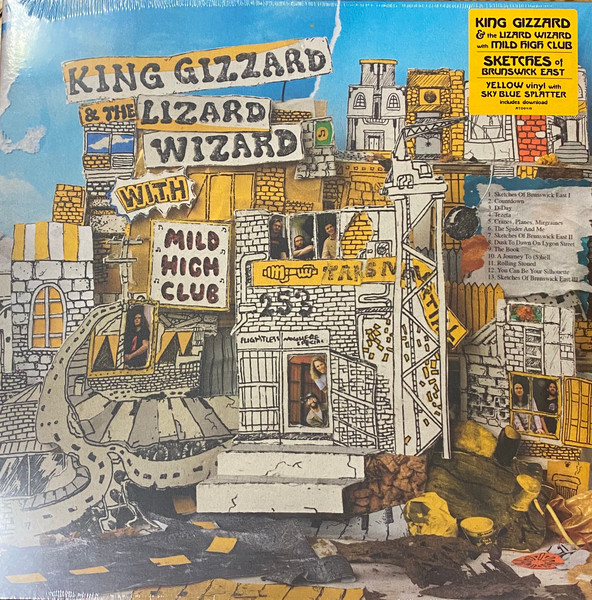 KING GIZZARD
& THE LIZARD
WIZARD
WITH
MILD
HIGH
CLUB
KING GIZZARD
& the LIZARD WIZARD
with MILD HIGH CLUB
SKETCHES of
BRUNSWICK EAST
YELLOW vinyl with
SKY BLUE SPLATTER
includes download
1. Sketches Of Brunswick East I
2. Countdown
3. D-Day
4. Tezeta
5. Cranes, Planes, Migraines
6. The Spider And Me
7. Sketches Of Brunswick East II
8. Dusk To Dawn On Lygon Street
9. The Book
10. A Journey To (S)hell
11. Rolling Stoned
12. You Can Be Your Silhouette
13. Sketches Of Brunswick East III
253
FLIGHTLESS